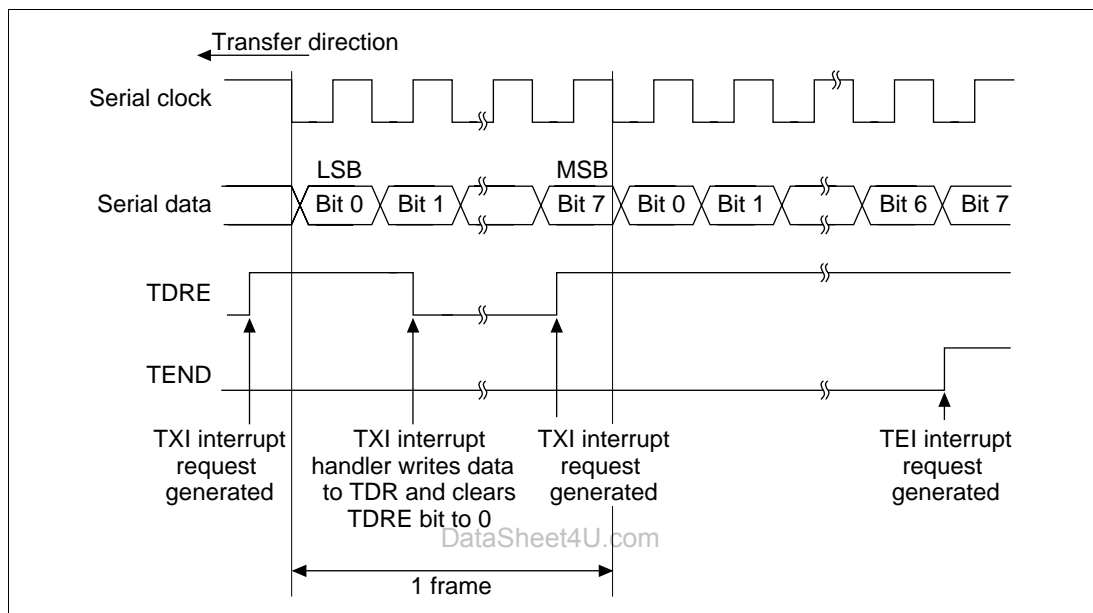 Transfer direction
Serial clock
LSB
MSB
Serial data
Bit 0
Bit 1
Bit 7
Bit 0
Bit 1
Bit 6
Bit 7
TDRE
TEND
TXI interrupt
request
generated
TXI interrupt
handler writes data
to TDR and clears
TDRE bit to 0
TXI interrupt
request
generated
TEI interrupt
request
generated
DataSheet4U.com
1 frame